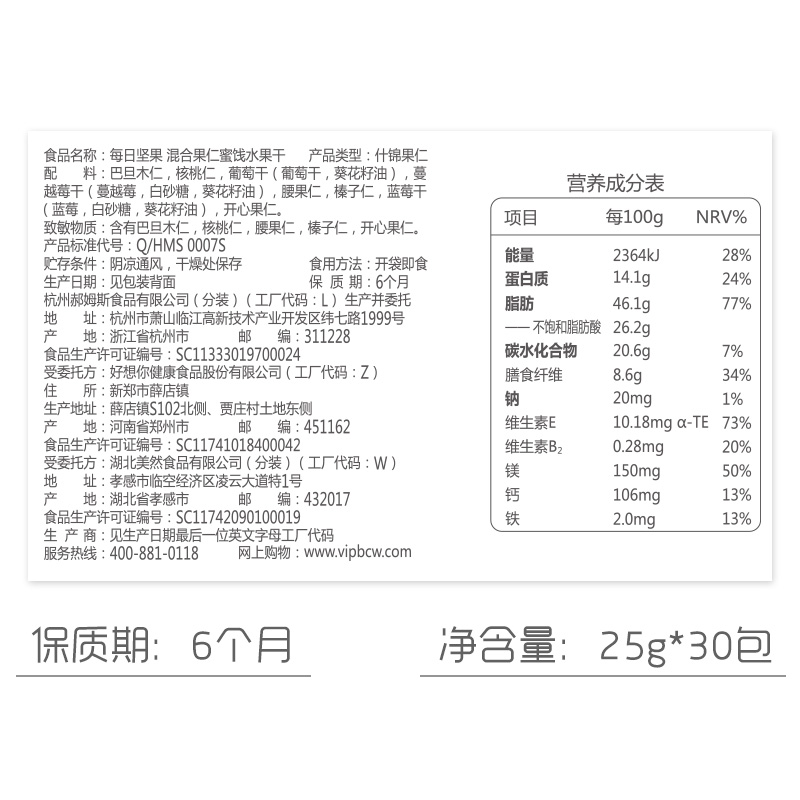 食品名称：每日坚果 混合果仁蜜饯水果干 产品类型：什锦果仁
配 料：巴旦木仁，核桃仁，葡萄干（葡萄干，葵花籽油），蔓
越莓干（蔓越莓，白砂糖，葵花籽油），腰果仁，榛子仁，蓝莓干
（蓝莓，白砂糖，葵花籽油），开心果仁。
致敏物质：含有巴旦木仁，核桃仁，腰果仁，榛子仁，开心果仁。
产品标准代号：Q/HMS 0007S
贮存条件：阴凉通风，干燥处保存 食用方法：开袋即食
生产日期：见包装背面 保 质 期：6个月
杭州郝姆斯食品有限公司（分装）（工厂代码：L）生产并委托
地 址：杭州市萧山临江高新技术产业开发区纬七路1999号
产 地：浙江省杭州市 邮 编：311228
食品生产许可证编号：SC11333019700024
受委托方：好想你健康食品股份有限公司（工厂代码：Z）
住 所：新郑市薛店镇
生产地址：薛店镇S102北侧、贾庄村土地东侧
产 地：河南省郑州市 邮 编：451162
食品生产许可证编号：SC11741018400042
受委托方：湖北美然食品有限公司（分装）（工厂代码：W）
地 址：孝感市临空经济区凌云大道特1号
产 地：湖北省孝感市 邮 编：432017
食品生产许可证编号：SC11742090100019
生 产 商：见生产日期最后一位英文字母工厂代码
服务热线：400-881-0118 网上购物：www.vipbcw.com
营养成分表
项目 每100g NRV%
能量 2364kJ 28%
蛋白质 14.1g 24%
脂肪 46.1g 77%
—— 不饱和脂肪酸 26.2g
碳水化合物 20.6g 7%
膳食纤维 8.6g 34%
钠 20mg 1%
维生素E 10.18mg α-TE 73%
维生素B₂ 0.28mg 20%
镁 150mg 50%
钙 106mg 13%
铁 2.0mg 13%
保质期：6个月
净含量：25g*30包